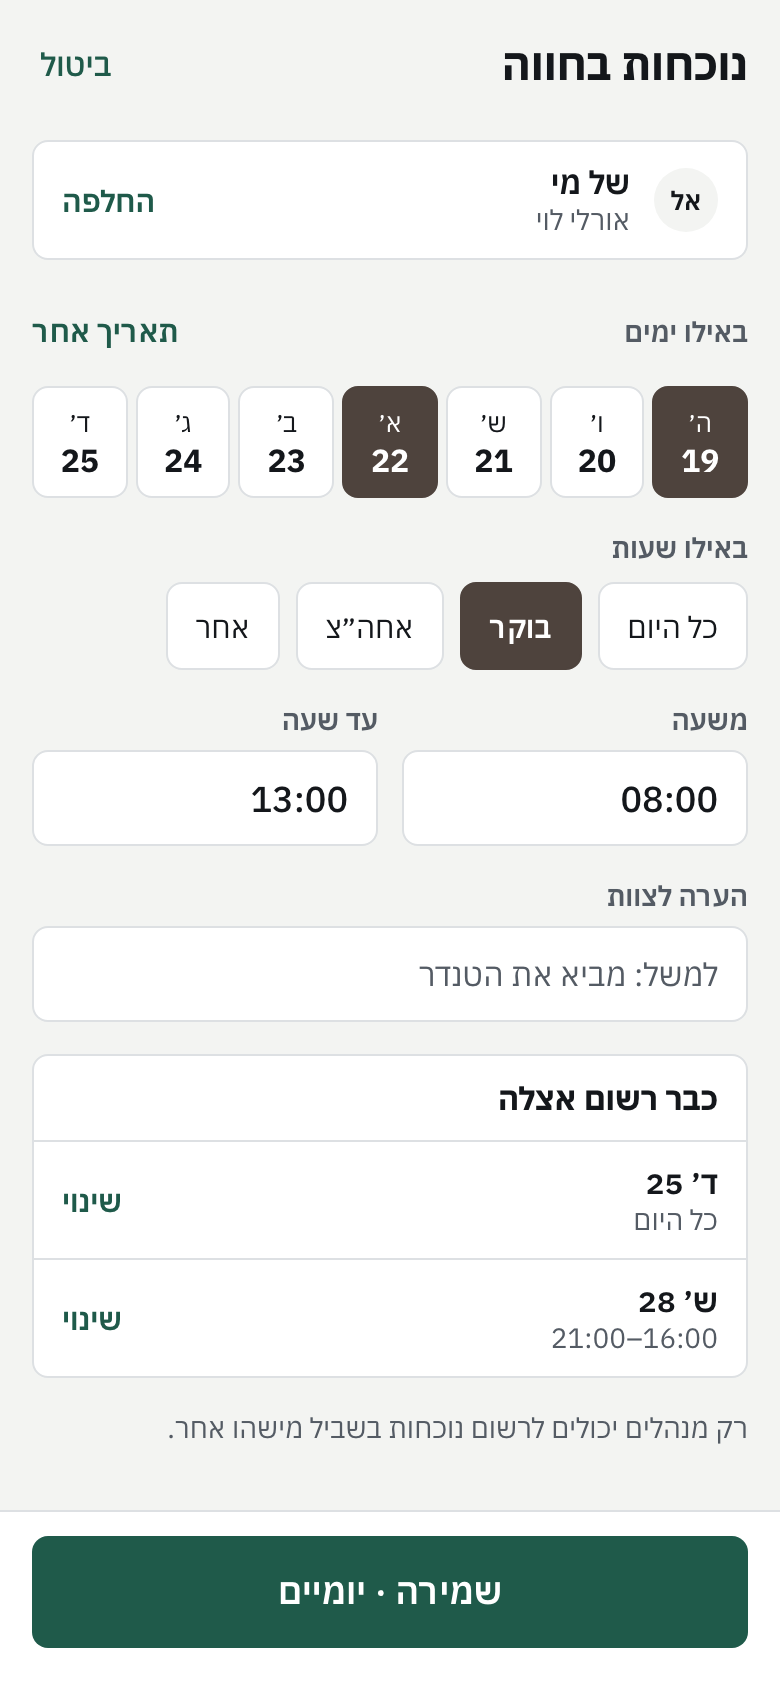 נוכחות בחווה
ביטול
אל
של מי
אורלי לוי
החלפה
באילו ימים
תאריך אחר
ה׳ ו׳ ש׳ א׳ ב׳ ג׳ ד׳
19 20 21 22 23 24 25
באילו שעות
כל היום
בוקר
אחה״צ
אחר
משעה
עד שעה
08:00
13:00
הערה לצוות
למשל: מביא את הטנדר
כבר רשום אצלה
ד׳ 25
כל היום
שינוי
ש׳ 28
16:00–21:00
שינוי
רק מנהלים יכולים לרשום נוכחות בשביל מישהו אחר.
שמירה · יומיים